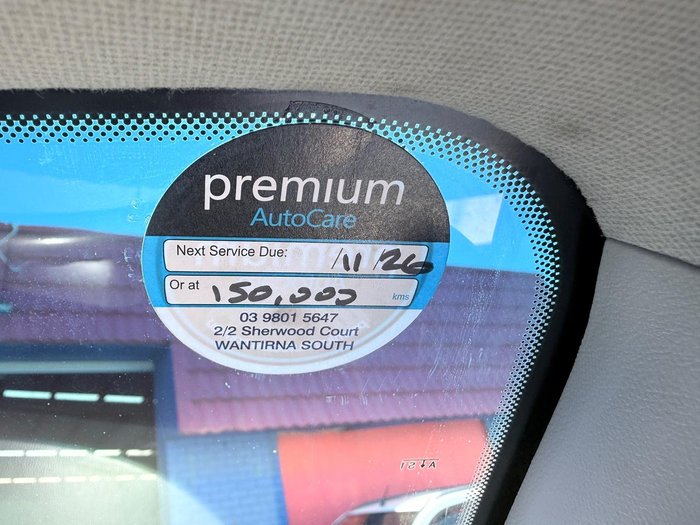 premium
AutoCare
Next Service Due: /11/26
Or at 150,000 kms
03 9801 5647
2/2 Sherwood Court
WANTIRNA SOUTH